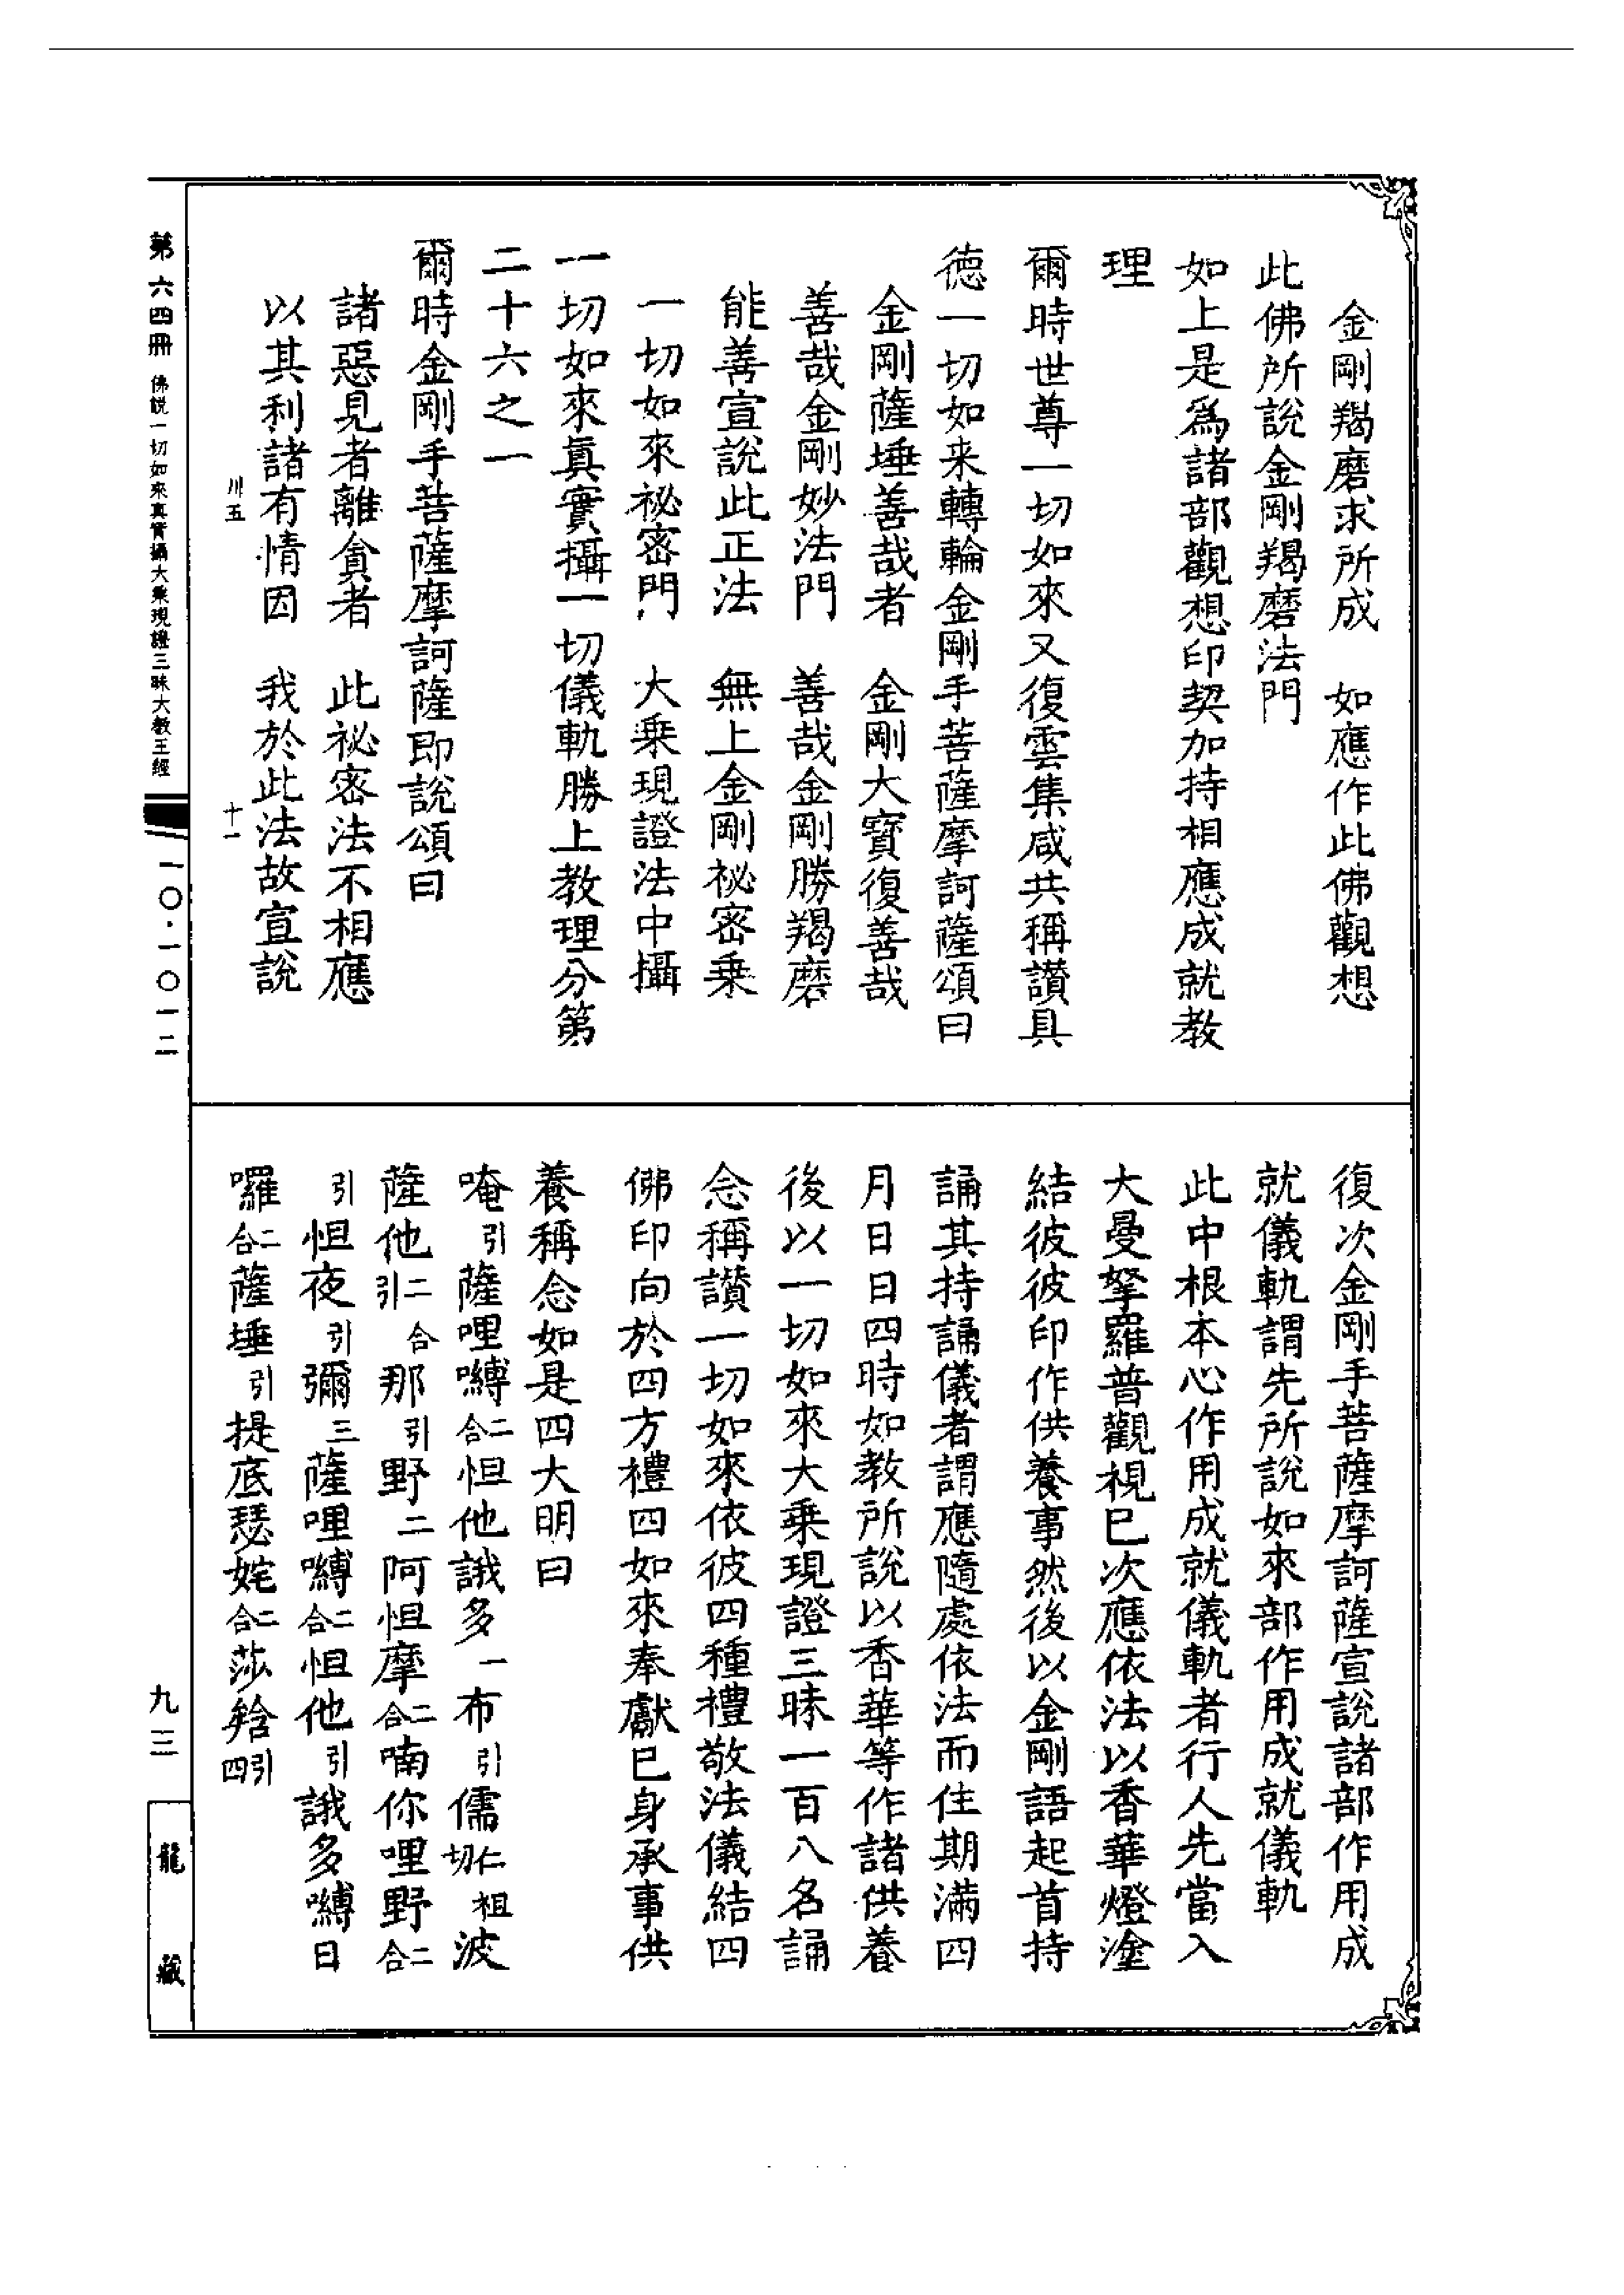 金剛羯磨求所成　如應作此佛觀想
此佛所説金剛羯磨法門
如上是爲諸部觀想印契加持相應成就教
理
爾時世尊一切如來又復雲集咸共稱讚具
德一切如来轉輪金剛手菩薩摩訶薩頌曰
金剛薩埵善哉者　金剛大寶復善哉
善哉金剛妙法門　善哉金剛勝羯磨
能善宣説此正法　無上金剛祕密乗
一切如來祕密門　大乗現證法中攝
一切如來真實攝一切儀軌勝上教理分第
二十六之一
爾時金剛手菩薩摩訶薩即説頌曰
諸惡見者離貪者　此祕密法不相應
以其利諸有情因　我於此法故宣説
川五　十一
復次金剛手菩薩摩訶薩宣説諸部作用成
就儀軌謂先所説如來部作用成就儀軌
此中根本心作用成就儀軌者行人先當入
大曼拏羅普觀視已次應依法以香華燈塗
結彼彼印作供養事然後以金剛語起首持
誦其持誦儀者謂應隨處依法而住期滿四
月日日四時如教所説以香華等作諸供養
後以一切如來大乗現證三昧一百八名誦
念稱讚一切如來依彼四種禮敬法儀結四
佛印向於四方禮四如來奉獻已身承事供
養稱念如是四大明曰
唵引薩哩嚩二合怛他誐多一布引儒仁祖切波
薩他二合引那引野二阿怛摩二合喃你哩野二合
引怛夜引彌三薩哩嚩二合怛他引誐多嚩日
囉二合薩埵引提底瑟姹二合莎䤈引四
第六四冊　佛説一切如來真實攝大乗現證三昧大教王經
一〇·一〇一二
九三
龍藏